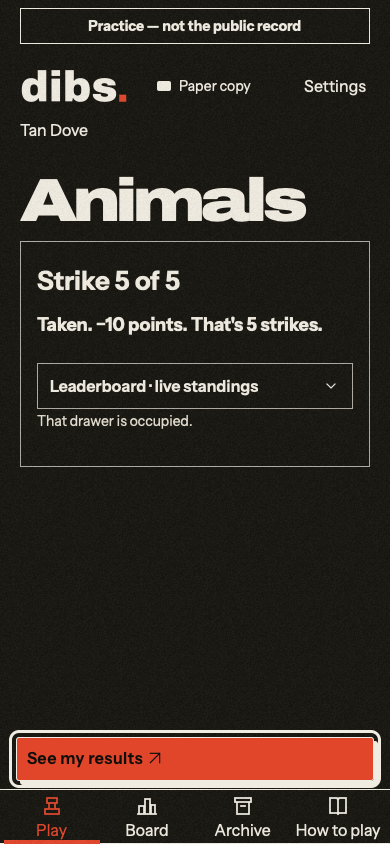 Practice — not the public record
dibs.
Paper copy
Settings
Tan Dove
Animals
Strike 5 of 5
Taken. −10 points. That's 5 strikes.
Leaderboard · live standings
That drawer is occupied.
See my results
Play
Board
Archive
How to play